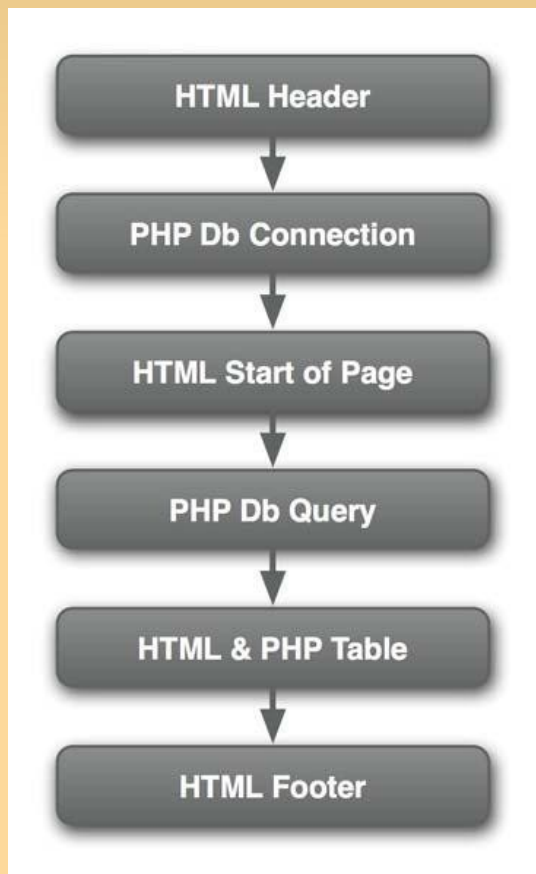 HTML Header
PHP Db Connection
HTML Start of Page
PHP Db Query
HTML & PHP Table
HTML Footer